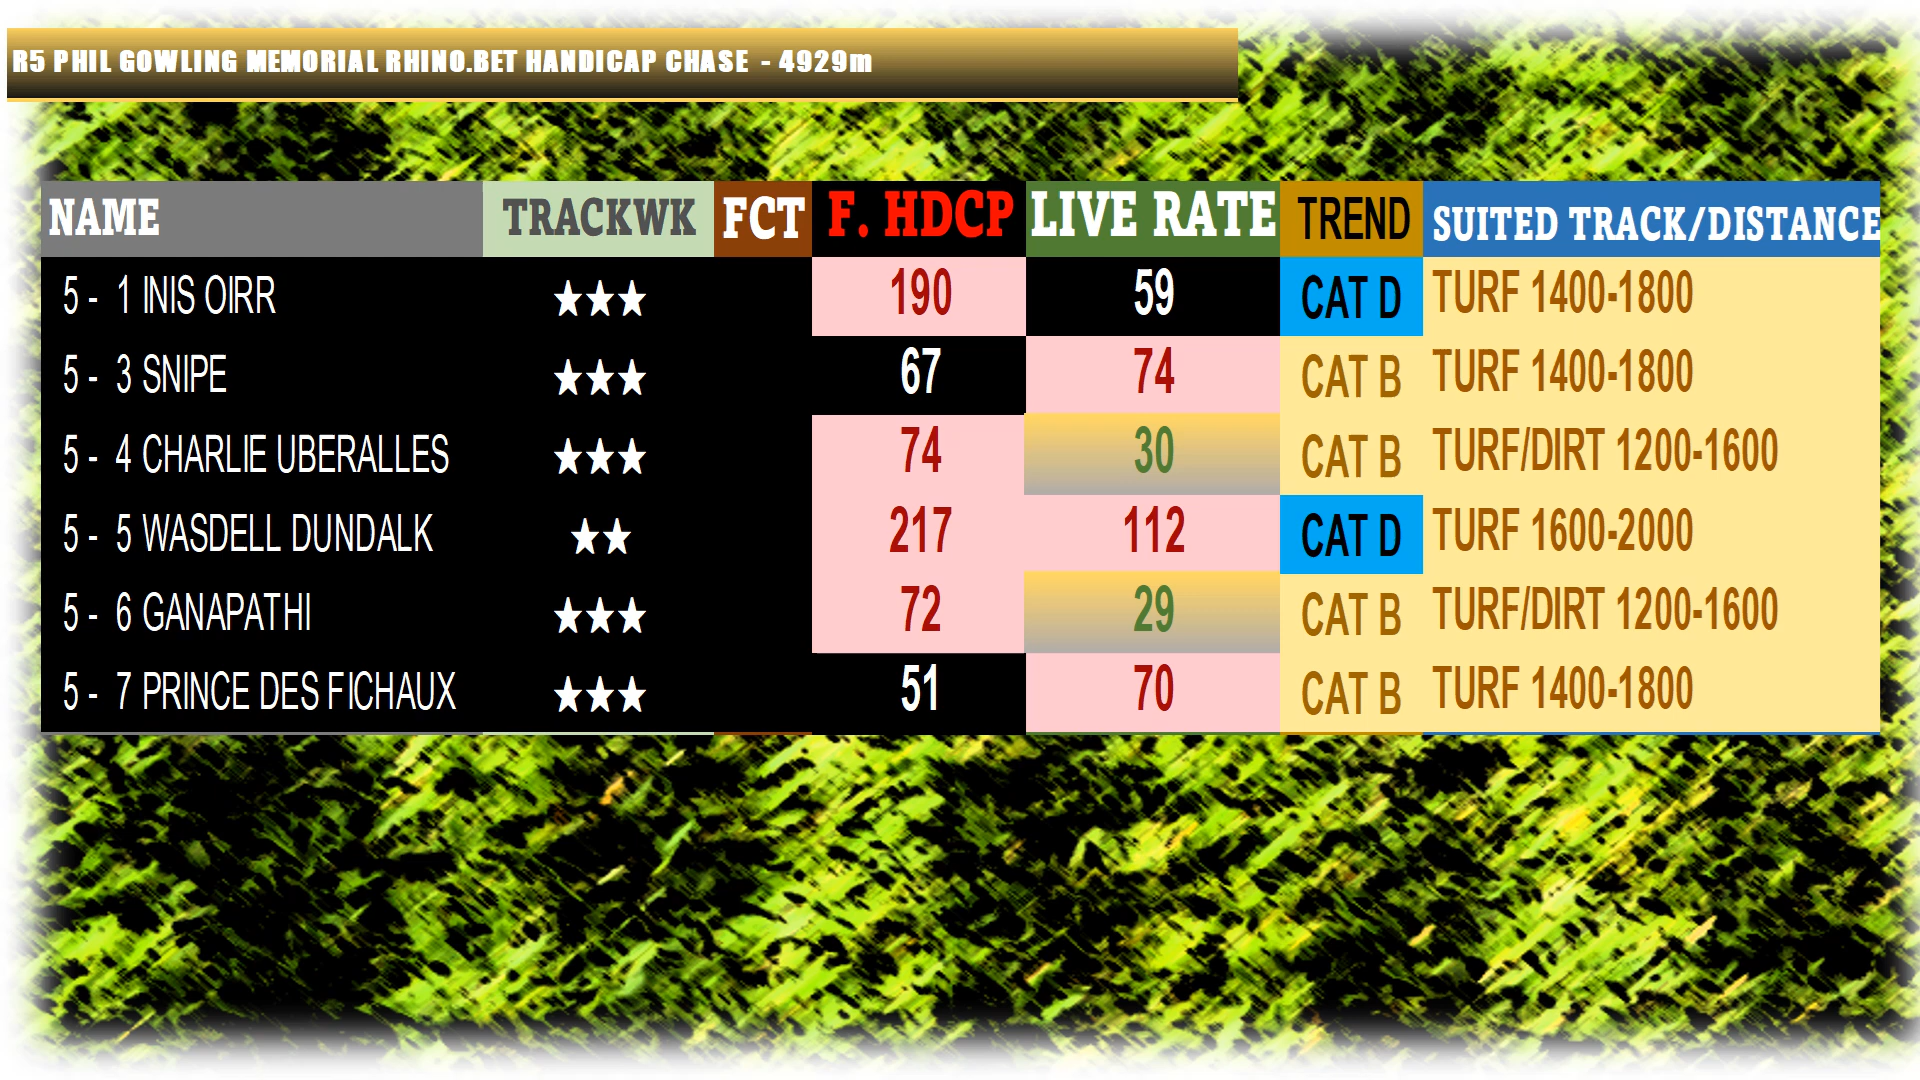 R5 PHIL GOWLING MEMORIAL RHINO.BET HANDICAP CHASE - 4929m
NAME TRACKWK FCT F. HDCP LIVE RATE TREND SUITED TRACK/DISTANCE
5 - 1 INIS OIRR ★★★ 190 59 CAT D TURF 1400-1800
5 - 3 SNIPE ★★★ 67 74 CAT B TURF 1400-1800
5 - 4 CHARLIE UBERALLES ★★★ 74 30 CAT B TURF/DIRT 1200-1600
5 - 5 WASDELL DUNDALK ★★ 217 112 CAT D TURF 1600-2000
5 - 6 GANAPATHI ★★★ 72 29 CAT B TURF/DIRT 1200-1600
5 - 7 PRINCE DES FICHAUX ★★★ 51 70 CAT B TURF 1400-1800